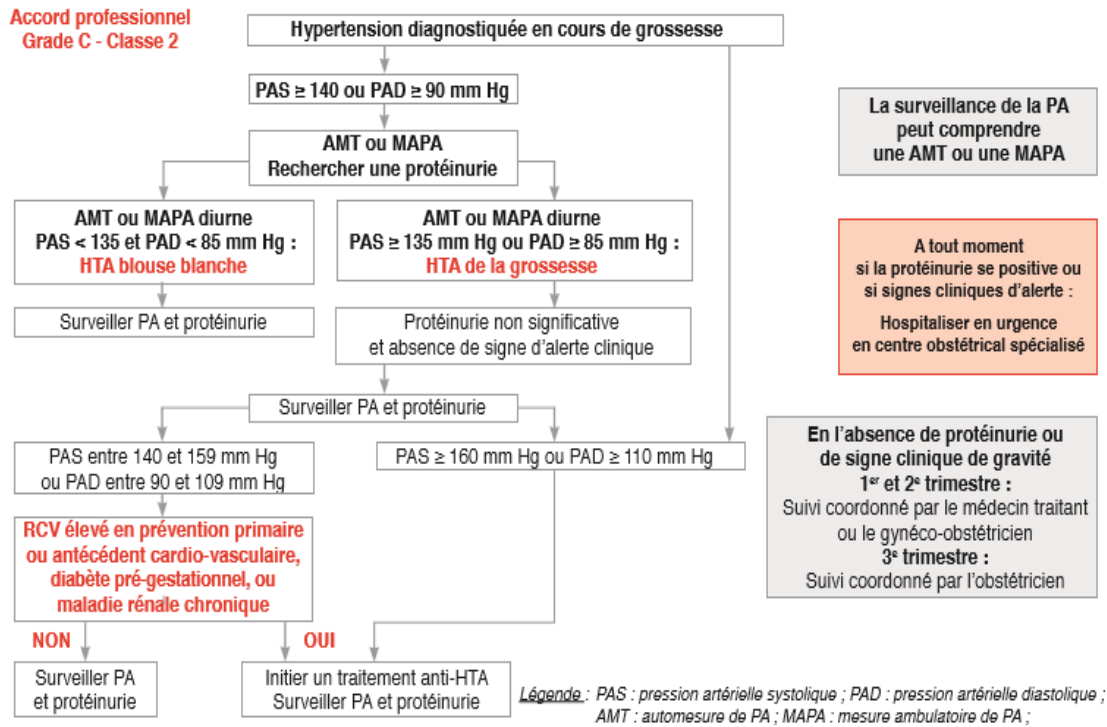 Accord professionnel
Grade C - Classe 2
Hypertension diagnostiquée en cours de grossesse
PAS ≥ 140 ou PAD ≥ 90 mm Hg
La surveillance de la PA
peut comprendre
une AMT ou une MAPA
AMT ou MAPA
Rechercher une protéinurie
AMT ou MAPA diurne
PAS < 135 et PAD < 85 mm Hg :
HTA blouse blanche
AMT ou MAPA diurne
PAS ≥ 135 mm Hg ou PAD ≥ 85 mm Hg :
HTA de la grossesse
A tout moment
si la protéinurie se positive ou
si signes cliniques d'alerte :
Hospitaliser en urgence
en centre obstétrical spécialisé
Surveiller PA et protéinurie
Protéinurie non significative
et absence de signe d'alerte clinique
Surveiller PA et protéinurie
PAS entre 140 et 159 mm Hg
ou PAD entre 90 et 109 mm Hg
PAS ≥ 160 mm Hg ou PAD ≥ 110 mm Hg
En l'absence de protéinurie ou
de signe clinique de gravité
1er et 2e trimestre :
Suivi coordonné par le médecin traitant
ou le gynéco-obstétricien
3e trimestre :
Suivi coordonné par l'obstétricien
RCV élevé en prévention primaire
ou antécédent cardio-vasculaire,
diabète pré-gestationnel, ou
maladie rénale chronique
NON
OUI
Surveiller PA
et protéinurie
Initier un traitement anti-HTA
Surveiller PA et protéinurie
Légende : PAS : pression artérielle systolique ; PAD : pression artérielle diastolique ;
AMT : automesure de PA ; MAPA : mesure ambulatoire de PA ;